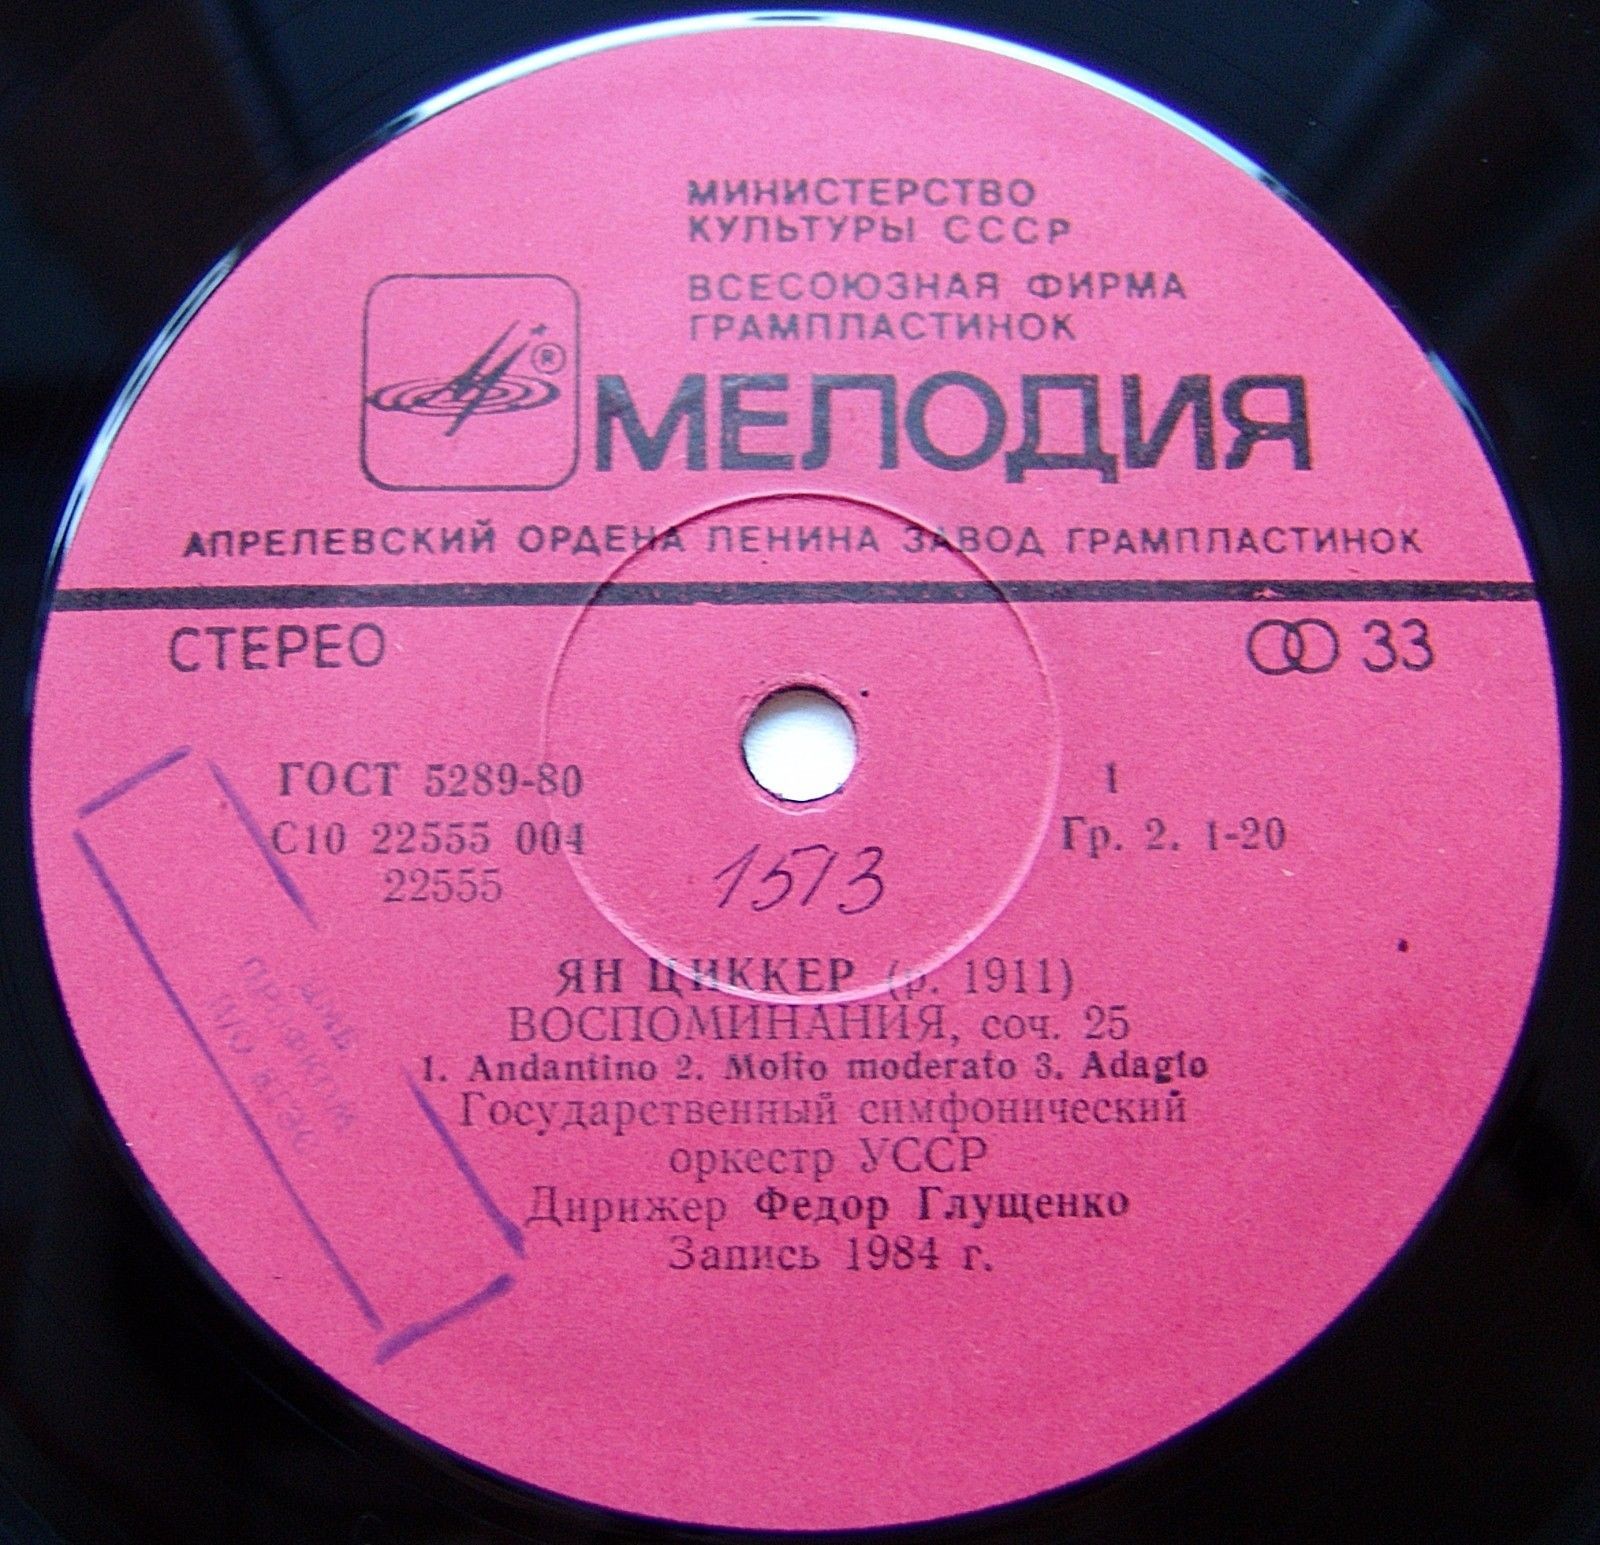 МИНИСТЕРСТВО
КУЛЬТУРЫ СССР
ВСЕСОЮЗНАЯ ФИРМА
ГРАМПЛАСТИНОК
®
МЕЛОДИЯ
АПРЕЛЕВСКИЙ ОРДЕНА ЛЕНИНА ЗАВОД ГРАМПЛАСТИНОК
СТЕРЕО
33
ГОСТ 5289-80
1
С10 22555 004
Гр. 2. 1-20
22555
1513
ЯН ЦИККЕР (р. 1911)
ВОСПОМИНАНИЯ, соч. 25
1. Andantino 2. Molto moderato 3. Adagio
Государственный симфонический
оркестр УССР
Дирижер Федор Глущенко
Запись 1984 г.
ПРОФКОМ